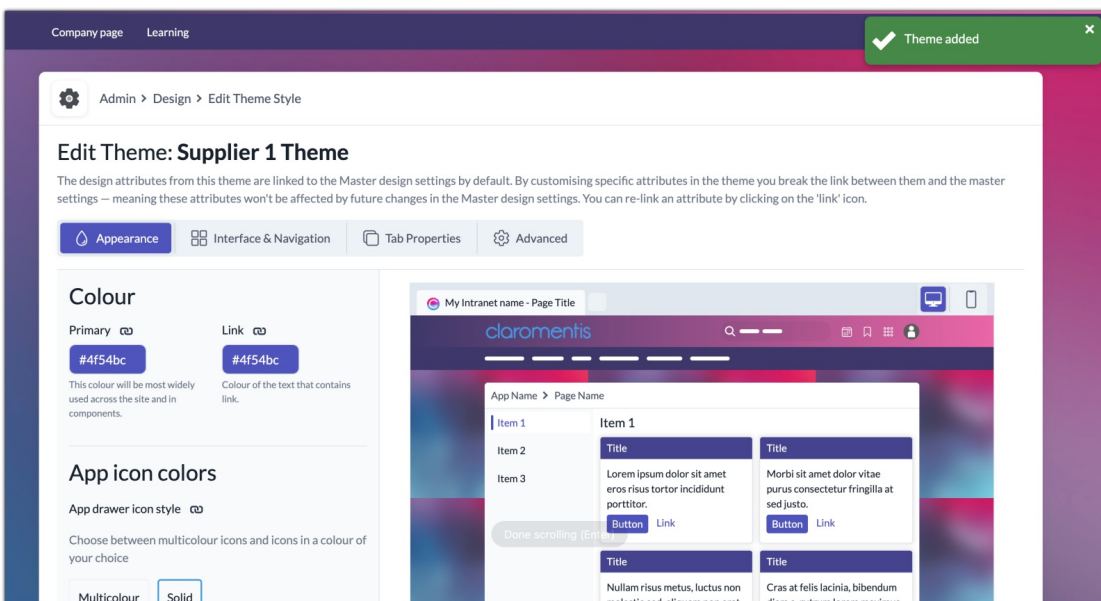 Company page Learning
Theme added
Admin > Design > Edit Theme Style
Edit Theme: Supplier 1 Theme
The design attributes from this theme are linked to the Master design settings by default. By customising specific attributes in the theme you break the link between them and the master
settings — meaning these attributes won't be affected by future changes in the Master design settings. You can re-link an attribute by clicking on the 'link' icon.
Appearance Interface & Navigation Tab Properties Advanced
Colour
Primary Link
#4f54bc #4f54bc
This colour will be most widely
used across the site and in
components.
Colour of the text that contains
link.
App icon colors
App drawer icon style
Choose between multicolour icons and icons in a colour of
your choice
Multicolour Solid
My Intranet name - Page Title
claromentis
App Name > Page Name
Item 1
Item 2
Item 3
Item 1
Title
Lorem ipsum dolor sit amet
eros risus tortor incididunt
porttitor.
Button Link
Title
Morbi sit amet dolor vitae
purus consectetur fringilla at
sed justo.
Button Link
Done scrolling (Enter)
Title
Nullam risus metus, luctus non
Title
Cras at felis lacinia, bibendum